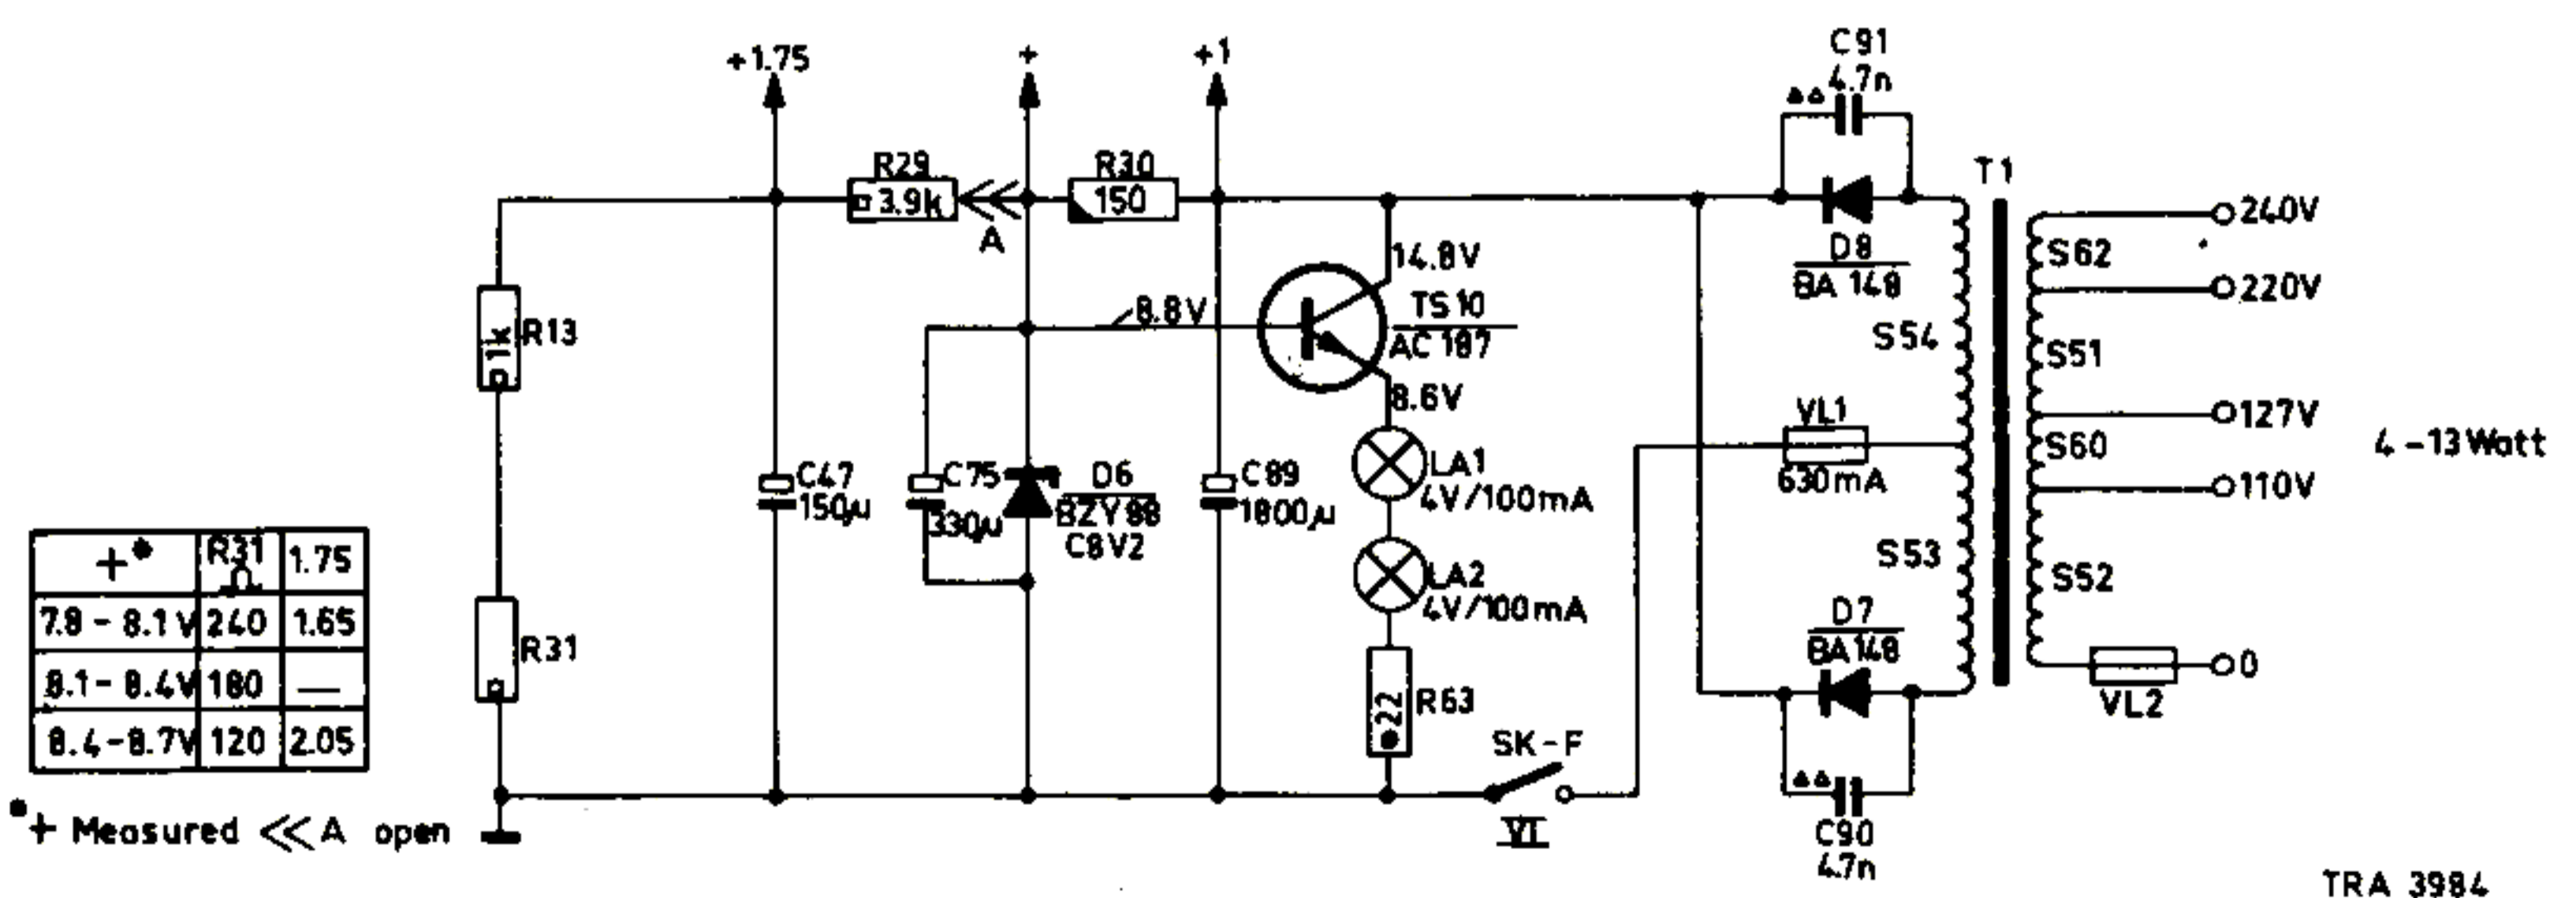 +1.75
+
+1
C91
4.7n
R29
3.9k
A
R30
150
D8
BA 148
T1
240V
S62
220V
S51
127V
S60
110V
S52
0
VL2
4-13 Watt
14.8V
TS10
AC187
8.6V
8.8V
S54
VL1
630mA
S53
R13
1k
R31
C47
150µ
C75
330µ
D6
BZY88
C8V2
C89
1800µ
LA1
4V/100mA
LA2
4V/100mA
22
R63
SK-F
VI
D7
BA148
C90
4.7n
+* R31 Ω 1.75
7.8 - 8.1V 240 1.65
8.1 - 8.4V 180 —
8.4-8.7V 120 2.05
*+ Measured <<A open
TRA 3984